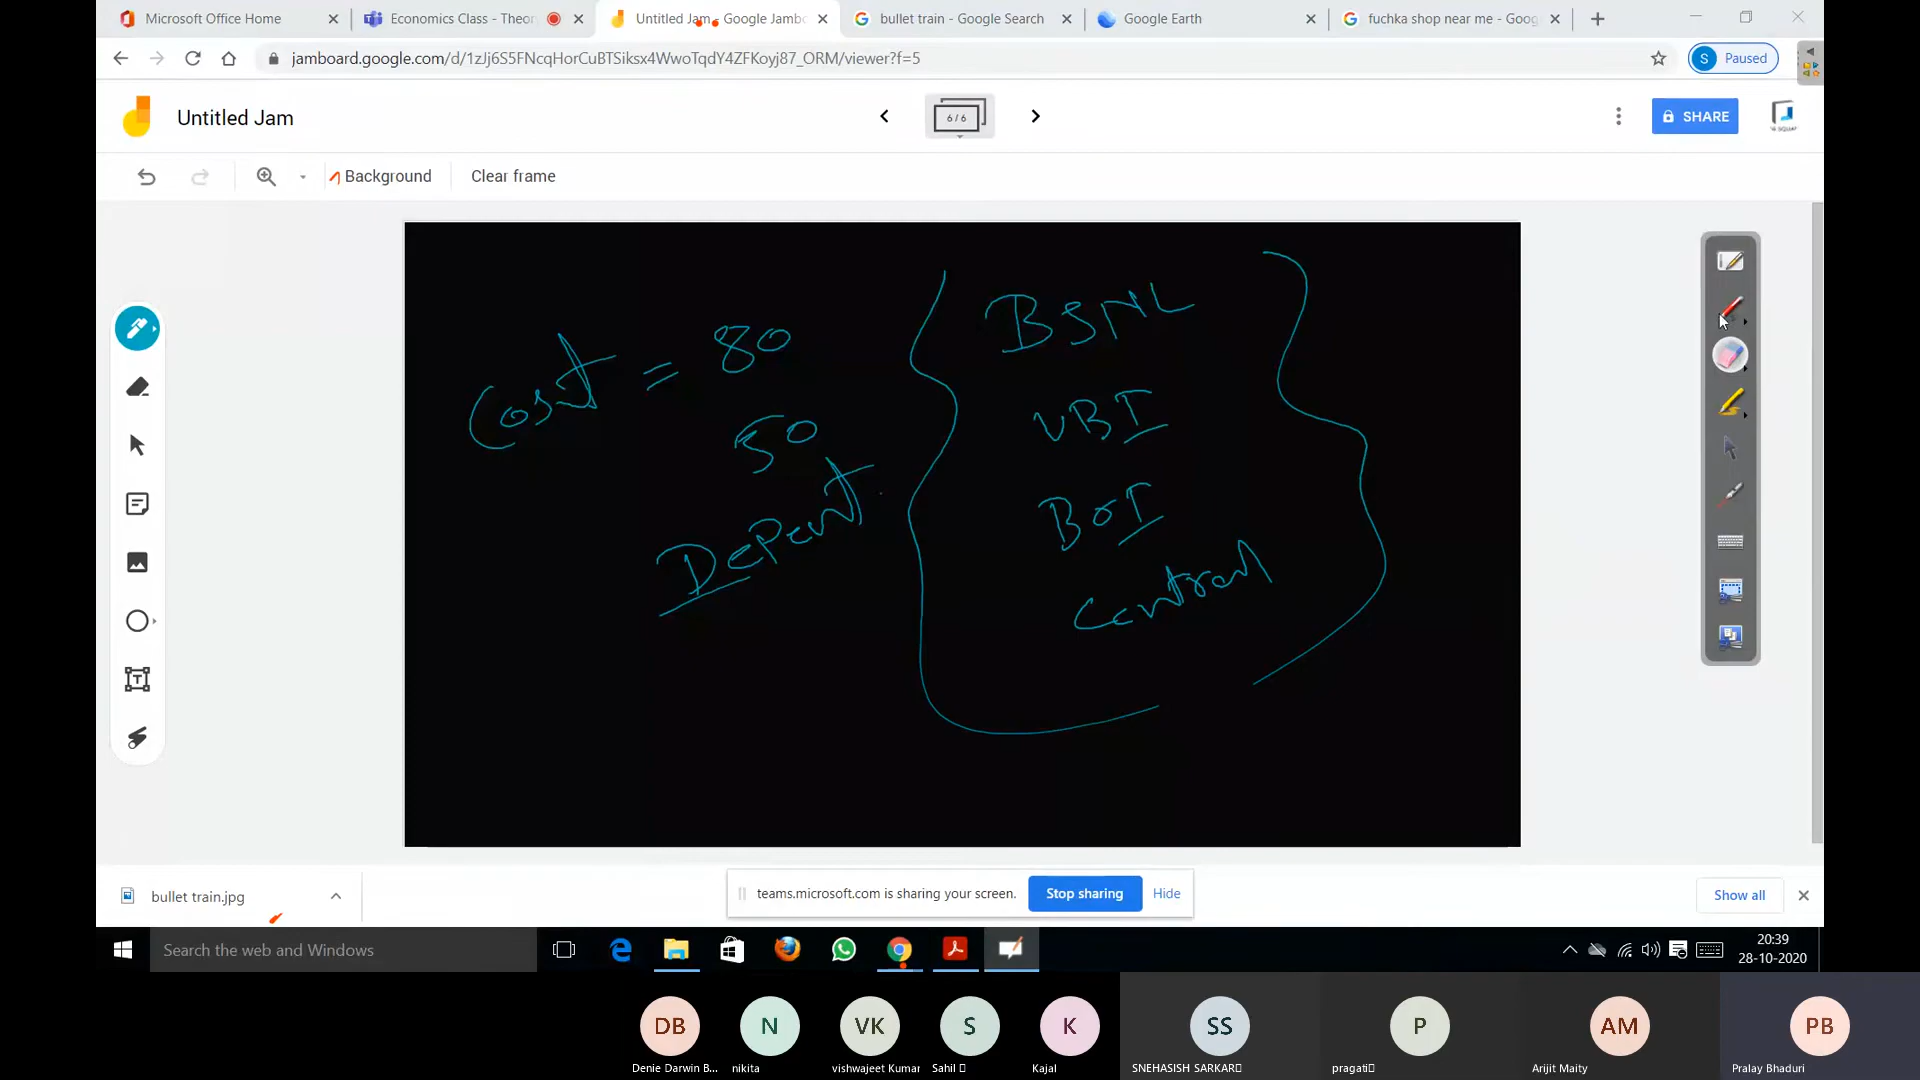 Microsoft Office Home
Economics Class - Theor
Untitled Jam - Google Jambo
bullet train - Google Search
Google Earth
fuchka shop near me - Goog
jamboard.google.com/d/1zJj6S5FNcqHorCuBTSiksx4WwoTqdY4ZFKoyj87_ORM/viewer?f=5
S Paused
Untitled Jam
6 / 6
SHARE
Background
Clear frame
Cost = 80
50
Depent
BSNL
UBI
BOI
Central
bullet train.jpg
teams.microsoft.com is sharing your screen.
Stop sharing
Hide
Show all
Search the web and Windows
20:39
28-10-2020
DB
N
VK
S
K
SS
P
AM
PB
Denie Darwin B...
nikita
vishwajeet Kumar
Sahil
Kajal
SNEHASISH SARKAR
pragati
Arijit Maity
Pralay Bhaduri